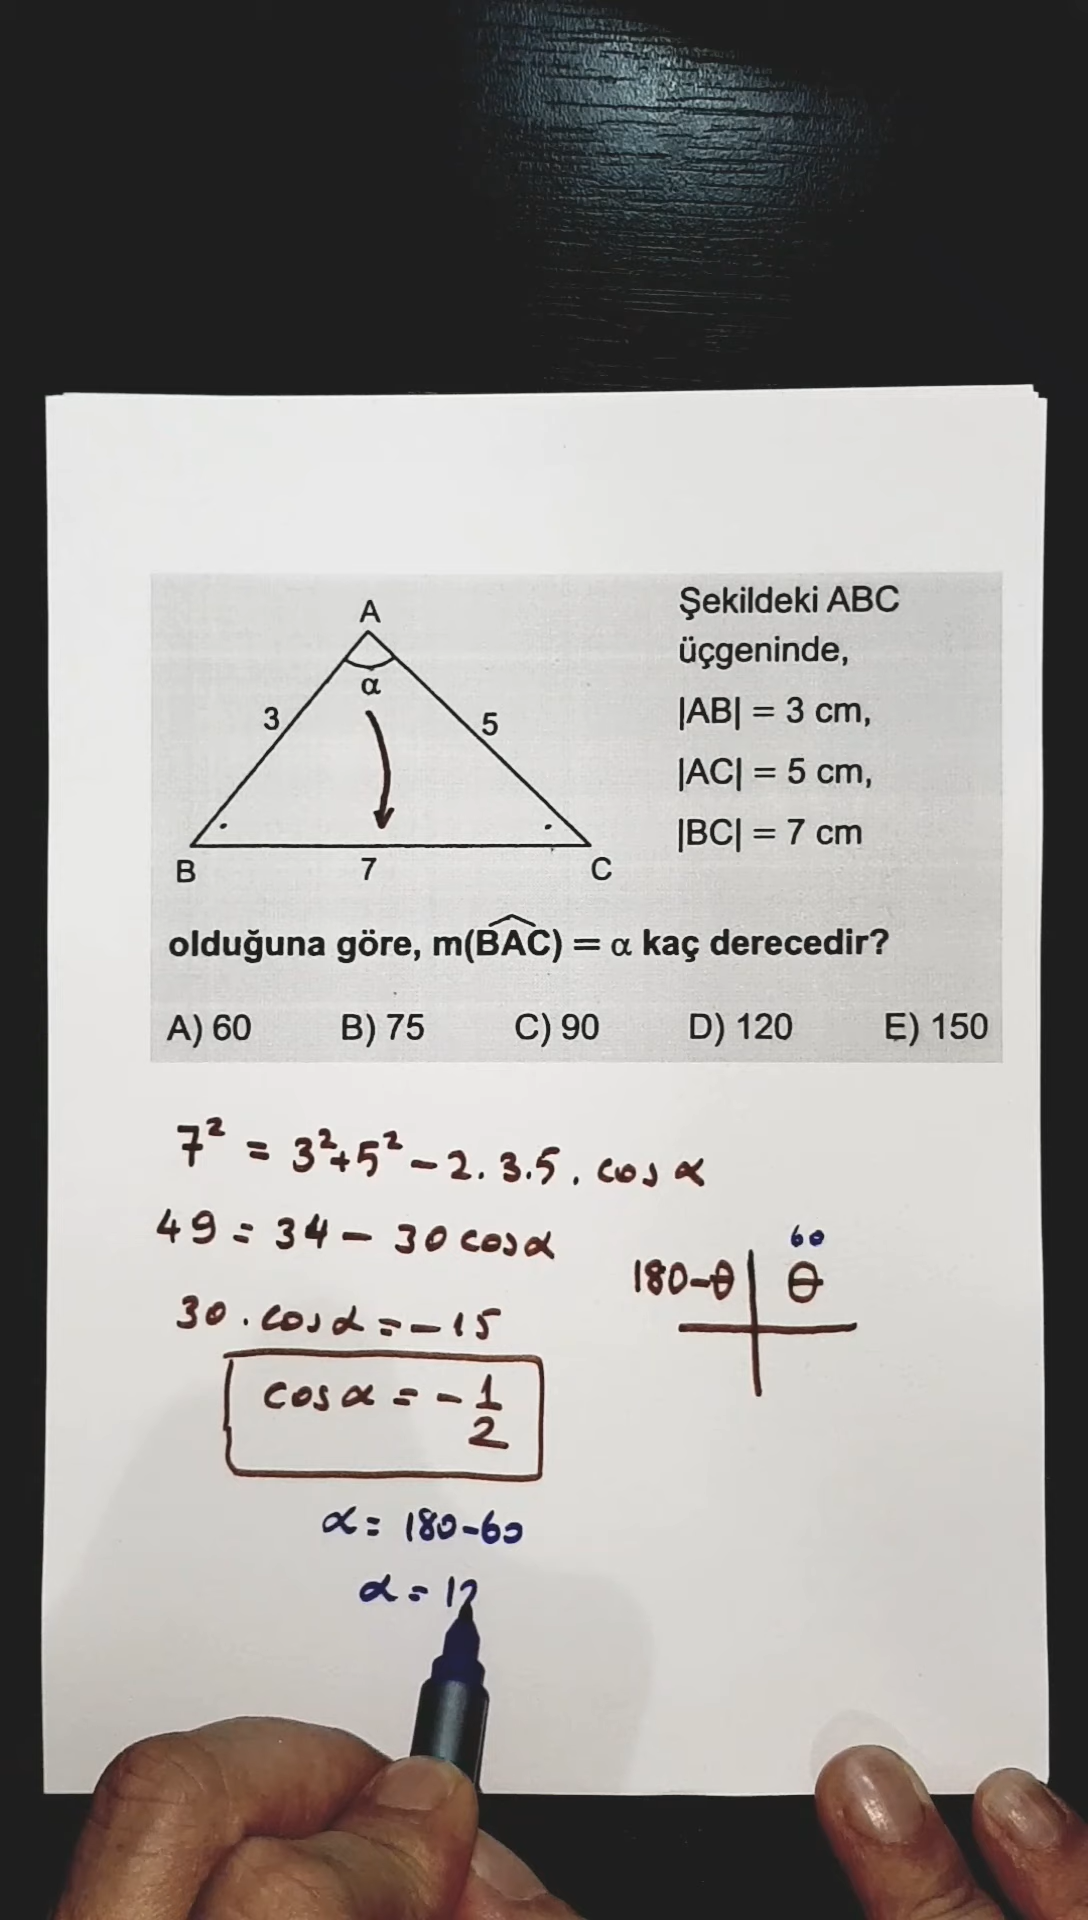 A
α
3
5
B
7
C
Şekildeki ABC
üçgeninde,
|AB| = 3 cm,
|AC| = 5 cm,
|BC| = 7 cm
olduğuna göre, m(BAC) = α kaç derecedir?
A) 60 B) 75 C) 90 D) 120 E) 150
7² = 3²+5² - 2.3.5. cos α
49 = 34 - 30 cos α
30 . cos α = -15
cos α = - 1/2
α = 180-60
α = 12
60
180-θ θ